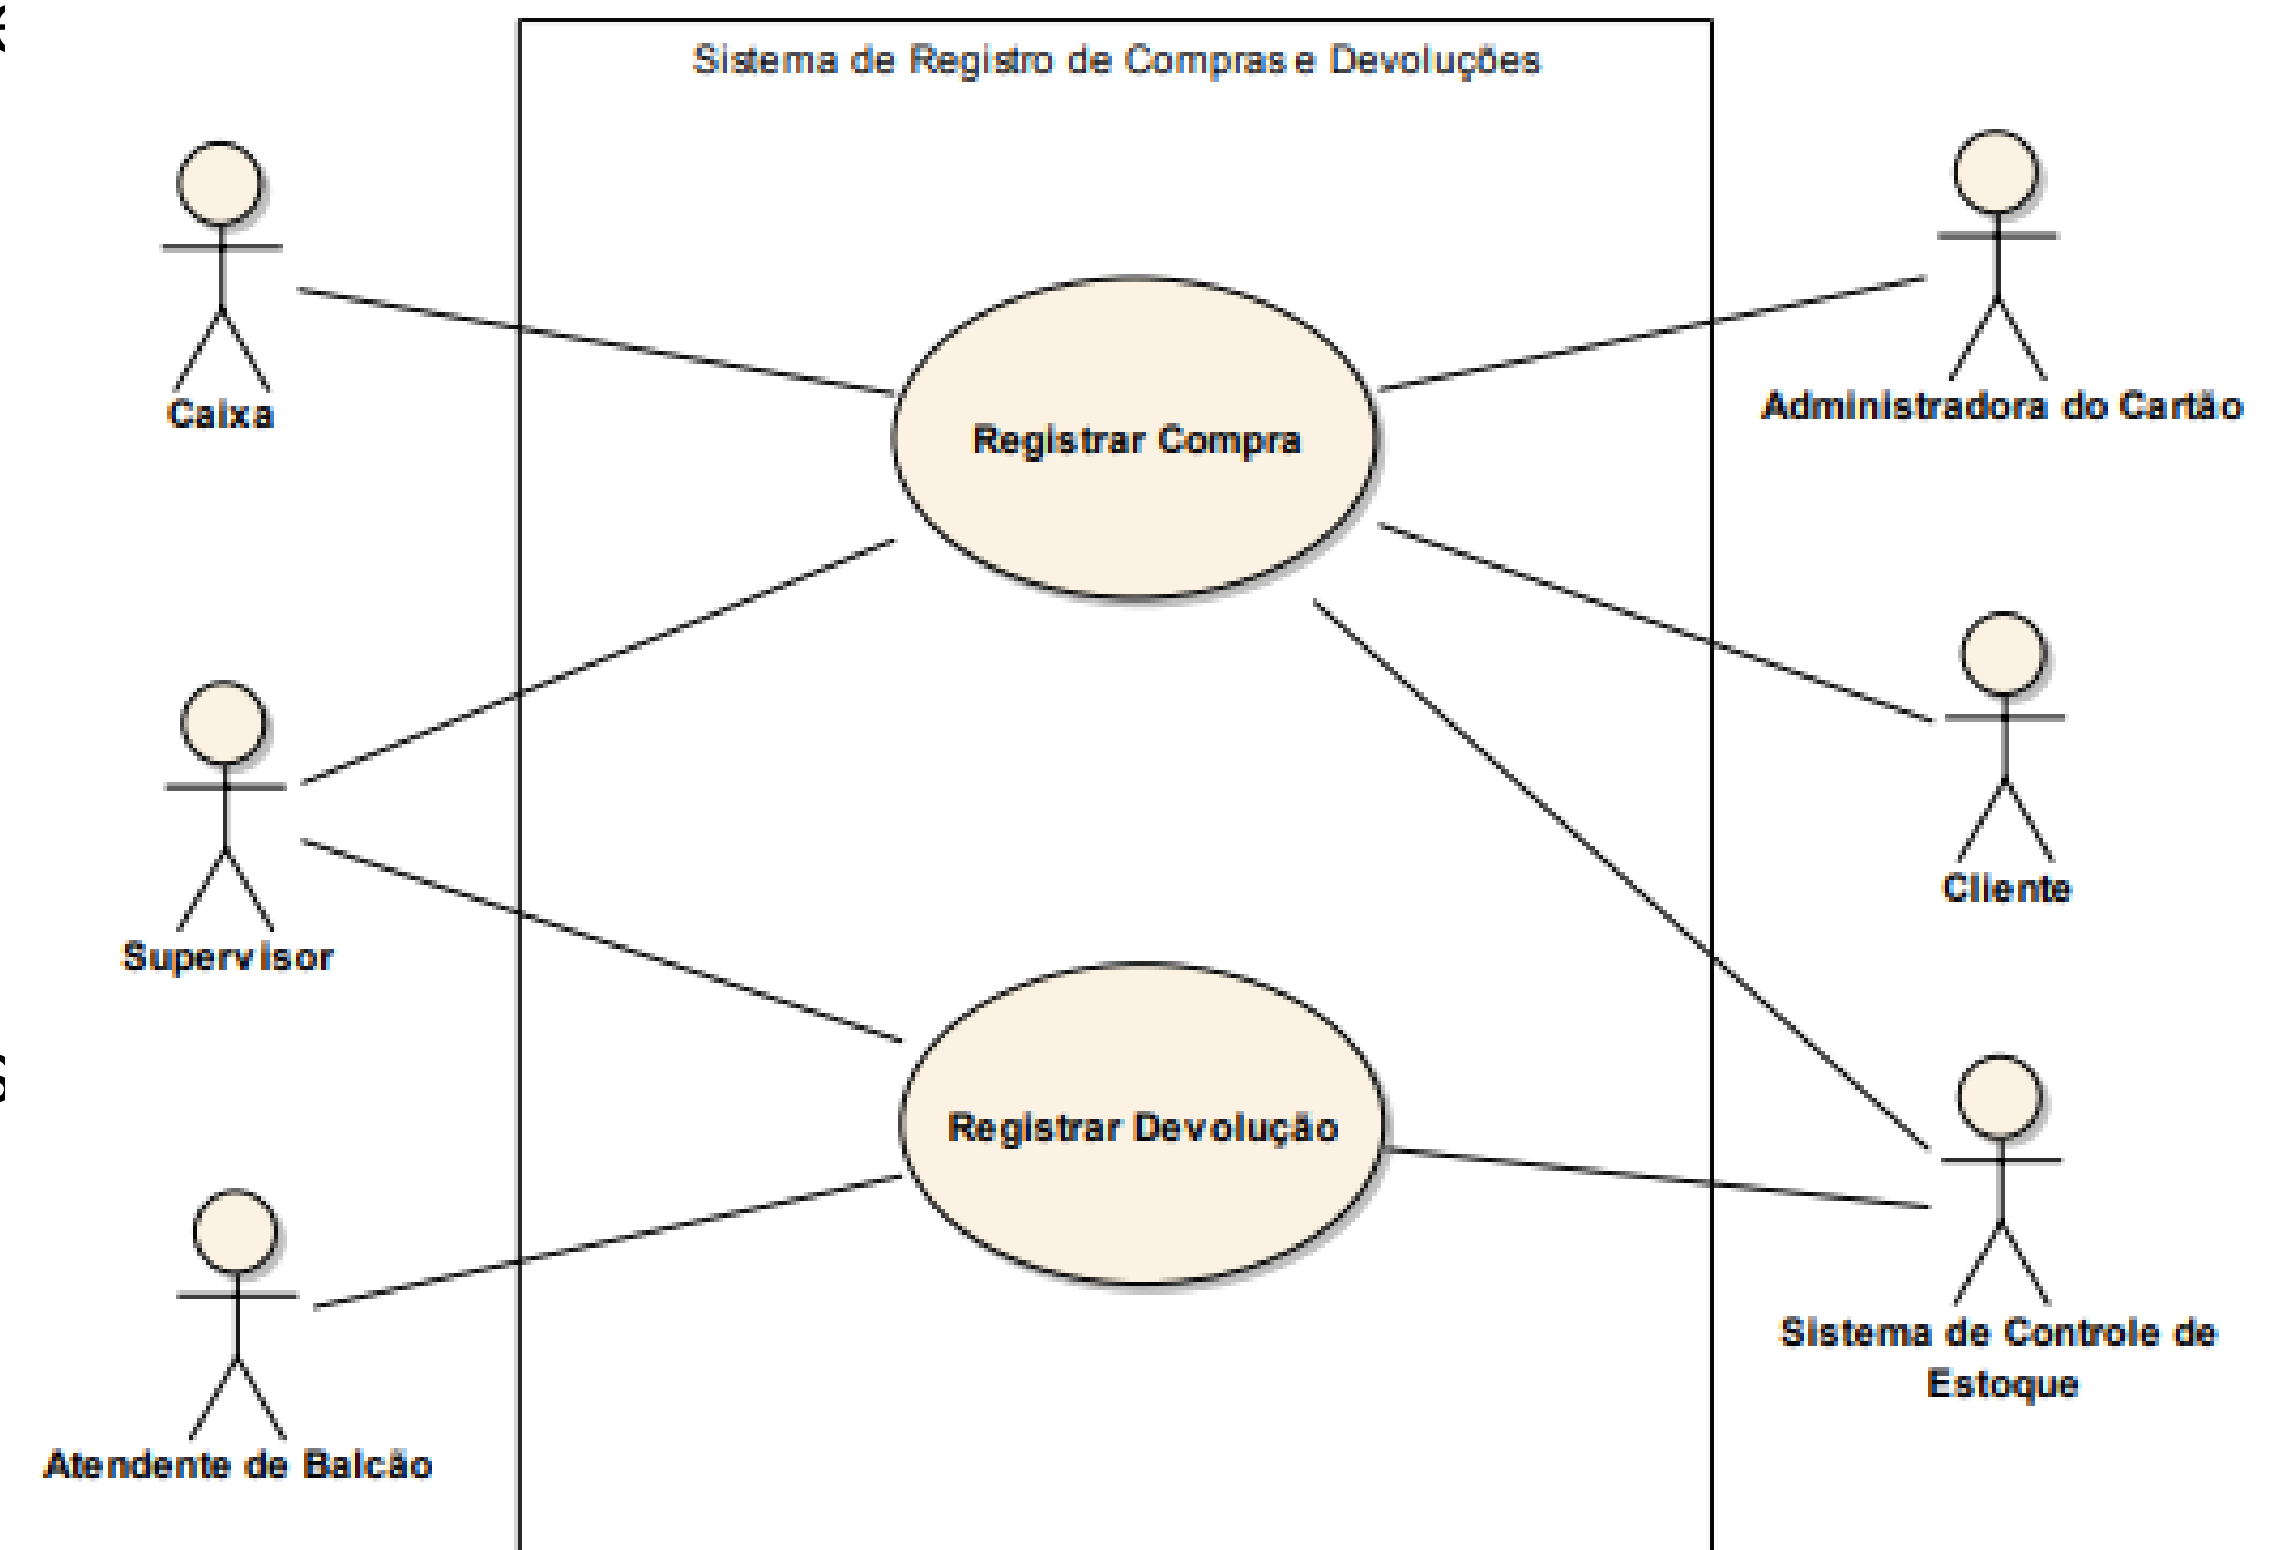 Sistema de Registro de Compras e Devoluções
Caixa
Administradora do Cartão
Registrar Compra
Cliente
Supervisor
Registrar Devolução
Sistema de Controle de
Estoque
Atendente de Balcão